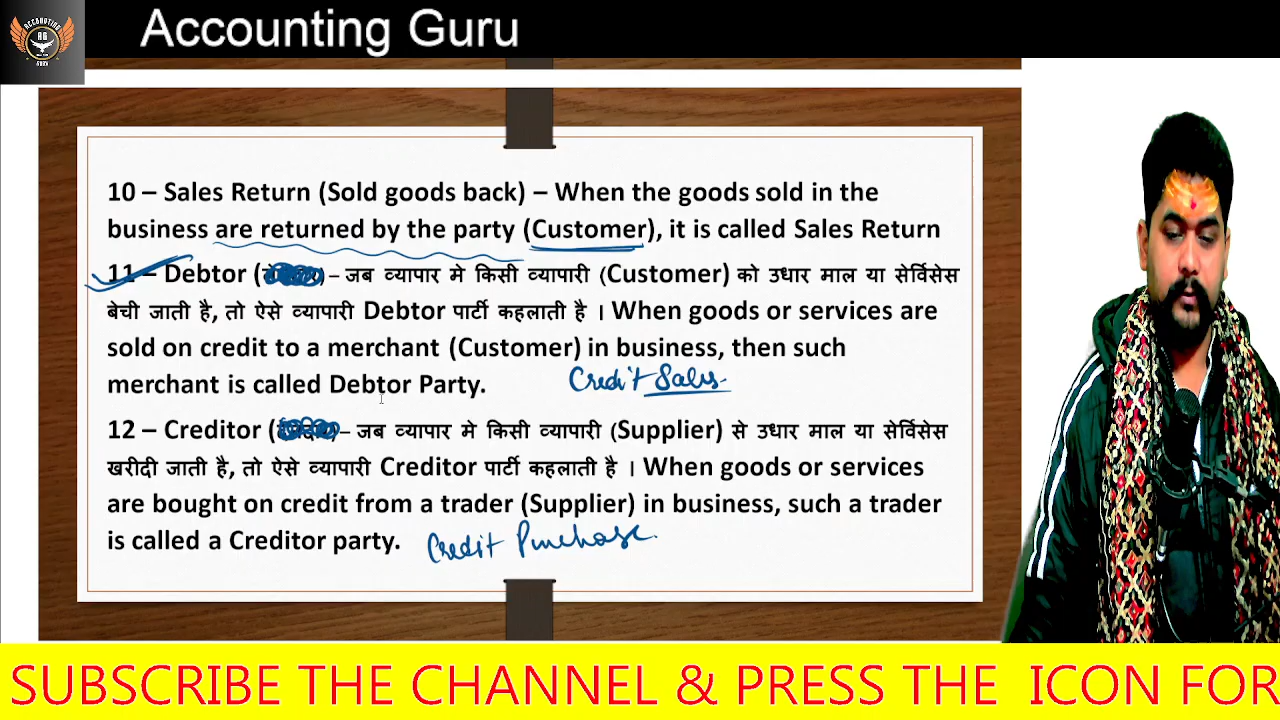 Accounting Guru
ACCOUNTING
AG
GURU
10 – Sales Return (Sold goods back) – When the goods sold in the
business are returned by the party (Customer), it is called Sales Return
11 – Debtor ( ) – जब व्यापार मे किसी व्यापारी (Customer) को उधार माल या सेर्विसेस
बेची जाती है, तो ऐसे व्यापारी Debtor पार्टी कहलाती है । When goods or services are
sold on credit to a merchant (Customer) in business, then such
merchant is called Debtor Party.
Credit Sales.
12 – Creditor ( – जब व्यापार मे किसी व्यापारी (Supplier) से उधार माल या सेर्विसेस
खरीदी जाती है, तो ऐसे व्यापारी Creditor पार्टी कहलाती है । When goods or services
are bought on credit from a trader (Supplier) in business, such a trader
is called a Creditor party.
Credit Purchase.
SUBSCRIBE THE CHANNEL & PRESS THE ICON FOR